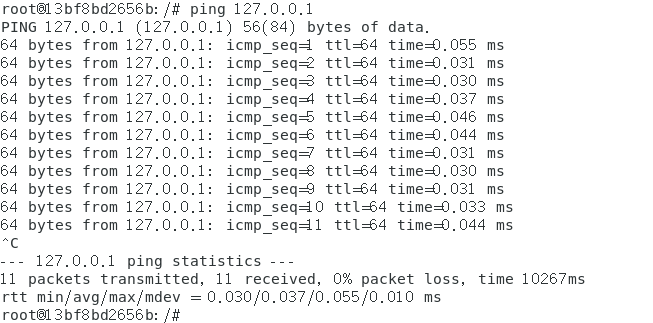 root@13bf8bd2656b:/# ping 127.0.0.1
PING 127.0.0.1 (127.0.0.1) 56(84) bytes of data.
64 bytes from 127.0.0.1: icmp_seq=1 ttl=64 time=0.055 ms
64 bytes from 127.0.0.1: icmp_seq=2 ttl=64 time=0.031 ms
64 bytes from 127.0.0.1: icmp_seq=3 ttl=64 time=0.030 ms
64 bytes from 127.0.0.1: icmp_seq=4 ttl=64 time=0.037 ms
64 bytes from 127.0.0.1: icmp_seq=5 ttl=64 time=0.046 ms
64 bytes from 127.0.0.1: icmp_seq=6 ttl=64 time=0.044 ms
64 bytes from 127.0.0.1: icmp_seq=7 ttl=64 time=0.031 ms
64 bytes from 127.0.0.1: icmp_seq=8 ttl=64 time=0.030 ms
64 bytes from 127.0.0.1: icmp_seq=9 ttl=64 time=0.031 ms
64 bytes from 127.0.0.1: icmp_seq=10 ttl=64 time=0.033 ms
64 bytes from 127.0.0.1: icmp_seq=11 ttl=64 time=0.044 ms
^C
--- 127.0.0.1 ping statistics ---
11 packets transmitted, 11 received, 0% packet loss, time 10267ms
rtt min/avg/max/mdev = 0.030/0.037/0.055/0.010 ms
root@13bf8bd2656b:/#